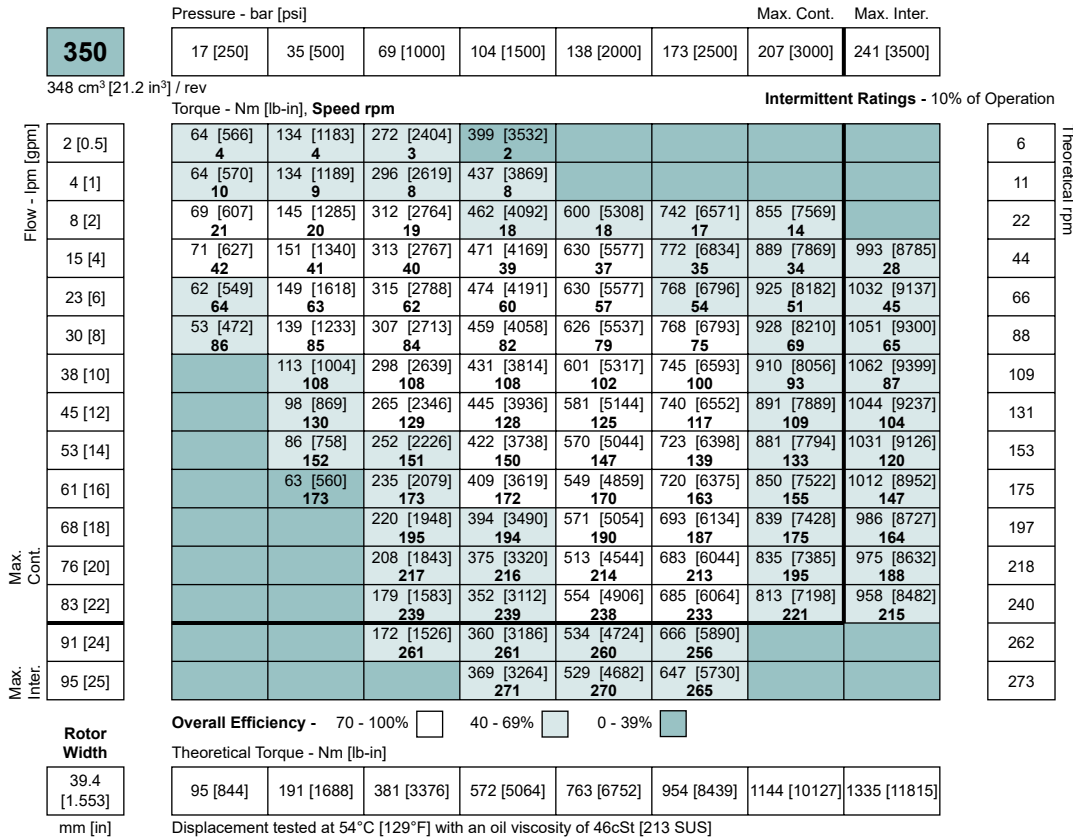 Pressure - bar [psi] Max. Cont. Max. Inter.
350 17 [250] 35 [500] 69 [1000] 104 [1500] 138 [2000] 173 [2500] 207 [3000] 241 [3500]
348 cm³ [21.2 in³] / rev
Torque - Nm [lb-in], Speed rpm Intermittent Ratings - 10% of Operation
Flow - lpm [gpm]
Theoretical rpm
2 [0.5] 64 [566] 134 [1183] 272 [2404] 399 [3532] 6
4 4 3 2
4 [1] 64 [570] 134 [1189] 296 [2619] 437 [3869] 11
10 9 8 8
8 [2] 69 [607] 145 [1285] 312 [2764] 462 [4092] 600 [5308] 742 [6571] 855 [7569] 22
21 20 19 18 18 17 14
15 [4] 71 [627] 151 [1340] 313 [2767] 471 [4169] 630 [5577] 772 [6834] 889 [7869] 993 [8785] 44
42 41 40 39 37 35 34 28
23 [6] 62 [549] 149 [1618] 315 [2788] 474 [4191] 630 [5577] 768 [6796] 925 [8182] 1032 [9137] 66
64 63 62 60 57 54 51 45
30 [8] 53 [472] 139 [1233] 307 [2713] 459 [4058] 626 [5537] 768 [6793] 928 [8210] 1051 [9300] 88
86 85 84 82 79 75 69 65
38 [10] 113 [1004] 298 [2639] 431 [3814] 601 [5317] 745 [6593] 910 [8056] 1062 [9399] 109
108 108 108 102 100 93 87
45 [12] 98 [869] 265 [2346] 445 [3936] 581 [5144] 740 [6552] 891 [7889] 1044 [9237] 131
130 129 128 125 117 109 104
53 [14] 86 [758] 252 [2226] 422 [3738] 570 [5044] 723 [6398] 881 [7794] 1031 [9126] 153
152 151 150 147 139 133 120
61 [16] 63 [560] 235 [2079] 409 [3619] 549 [4859] 720 [6375] 850 [7522] 1012 [8952] 175
173 173 172 170 163 155 147
68 [18] 220 [1948] 394 [3490] 571 [5054] 693 [6134] 839 [7428] 986 [8727] 197
195 194 190 187 175 164
Max. Cont.
76 [20] 208 [1843] 375 [3320] 513 [4544] 683 [6044] 835 [7385] 975 [8632] 218
217 216 214 213 195 188
83 [22] 179 [1583] 352 [3112] 554 [4906] 685 [6064] 813 [7198] 958 [8482] 240
239 239 238 233 221 215
91 [24] 172 [1526] 360 [3186] 534 [4724] 666 [5890] 262
261 261 260 256
Max. Inter.
95 [25] 369 [3264] 529 [4682] 647 [5730] 273
271 270 265
Overall Efficiency - 70 - 100% 40 - 69% 0 - 39%
Rotor
Width
Theoretical Torque - Nm [lb-in]
39.4
[1.553]
95 [844] 191 [1688] 381 [3376] 572 [5064] 763 [6752] 954 [8439] 1144 [10127] 1335 [11815]
mm [in] Displacement tested at 54°C [129°F] with an oil viscosity of 46cSt [213 SUS]